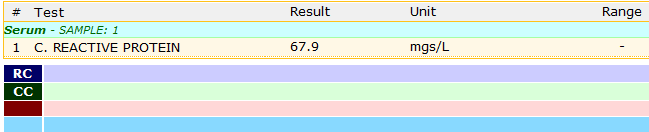 # Test Result Unit Range
Serum - SAMPLE: 1
1 C. REACTIVE PROTEIN 67.9 mgs/L -
RC
CC